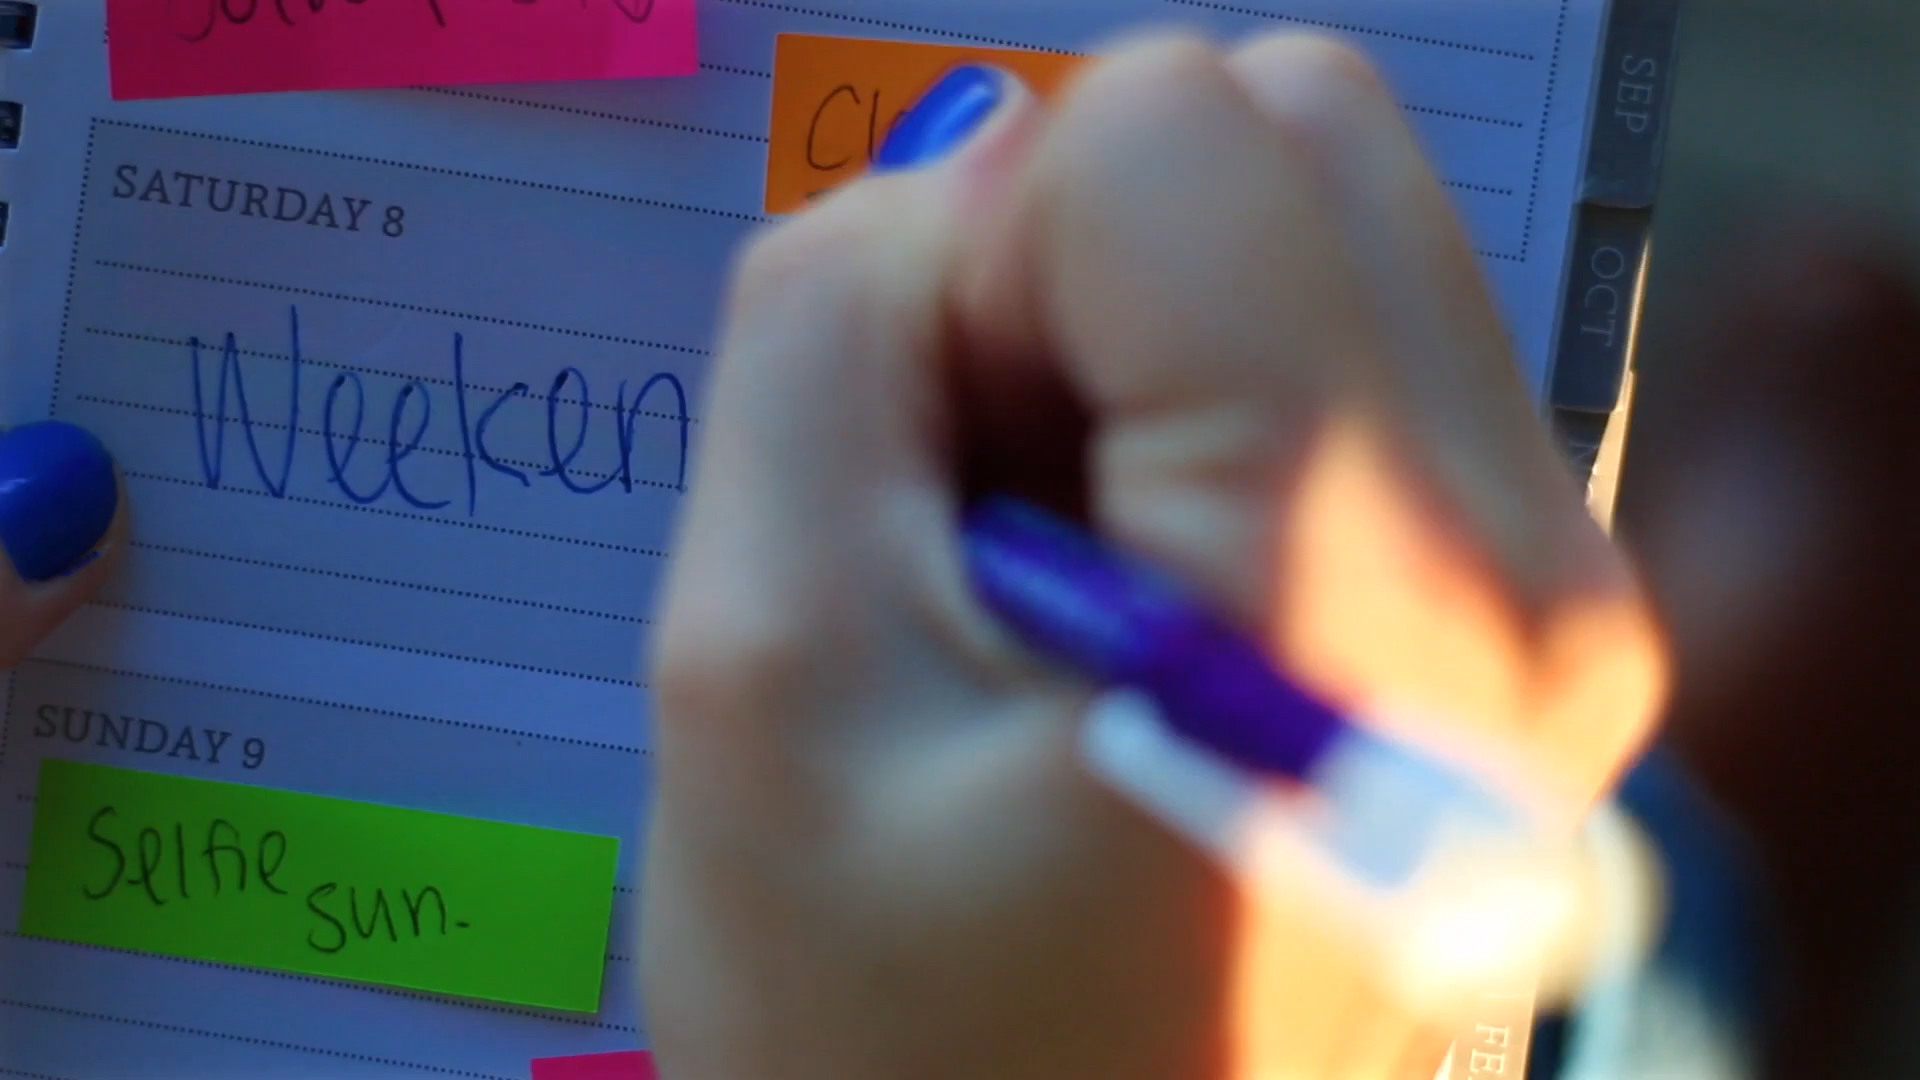 SATURDAY 8
Weeken
SUNDAY 9
Selfie
sun.
SEP
OCT